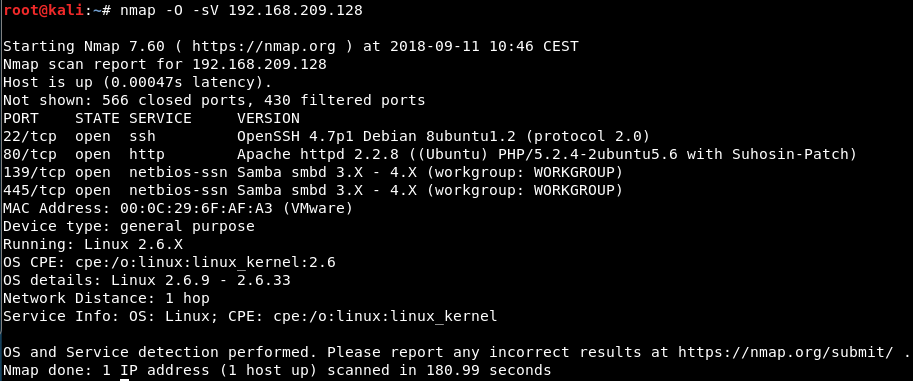 root@kali:~# nmap -O -sV 192.168.209.128
Starting Nmap 7.60 ( https://nmap.org ) at 2018-09-11 10:46 CEST
Nmap scan report for 192.168.209.128
Host is up (0.00047s latency).
Not shown: 566 closed ports, 430 filtered ports
PORT    STATE SERVICE     VERSION
22/tcp  open  ssh         OpenSSH 4.7p1 Debian 8ubuntu1.2 (protocol 2.0)
80/tcp  open  http        Apache httpd 2.2.8 ((Ubuntu) PHP/5.2.4-2ubuntu5.6 with Suhosin-Patch)
139/tcp open  netbios-ssn Samba smbd 3.X - 4.X (workgroup: WORKGROUP)
445/tcp open  netbios-ssn Samba smbd 3.X - 4.X (workgroup: WORKGROUP)
MAC Address: 00:0C:29:6F:AF:A3 (VMware)
Device type: general purpose
Running: Linux 2.6.X
OS CPE: cpe:/o:linux:linux_kernel:2.6
OS details: Linux 2.6.9 - 2.6.33
Network Distance: 1 hop
Service Info: OS: Linux; CPE: cpe:/o:linux:linux_kernel
OS and Service detection performed. Please report any incorrect results at https://nmap.org/submit/ .
Nmap done: 1 IP address (1 host up) scanned in 180.99 seconds